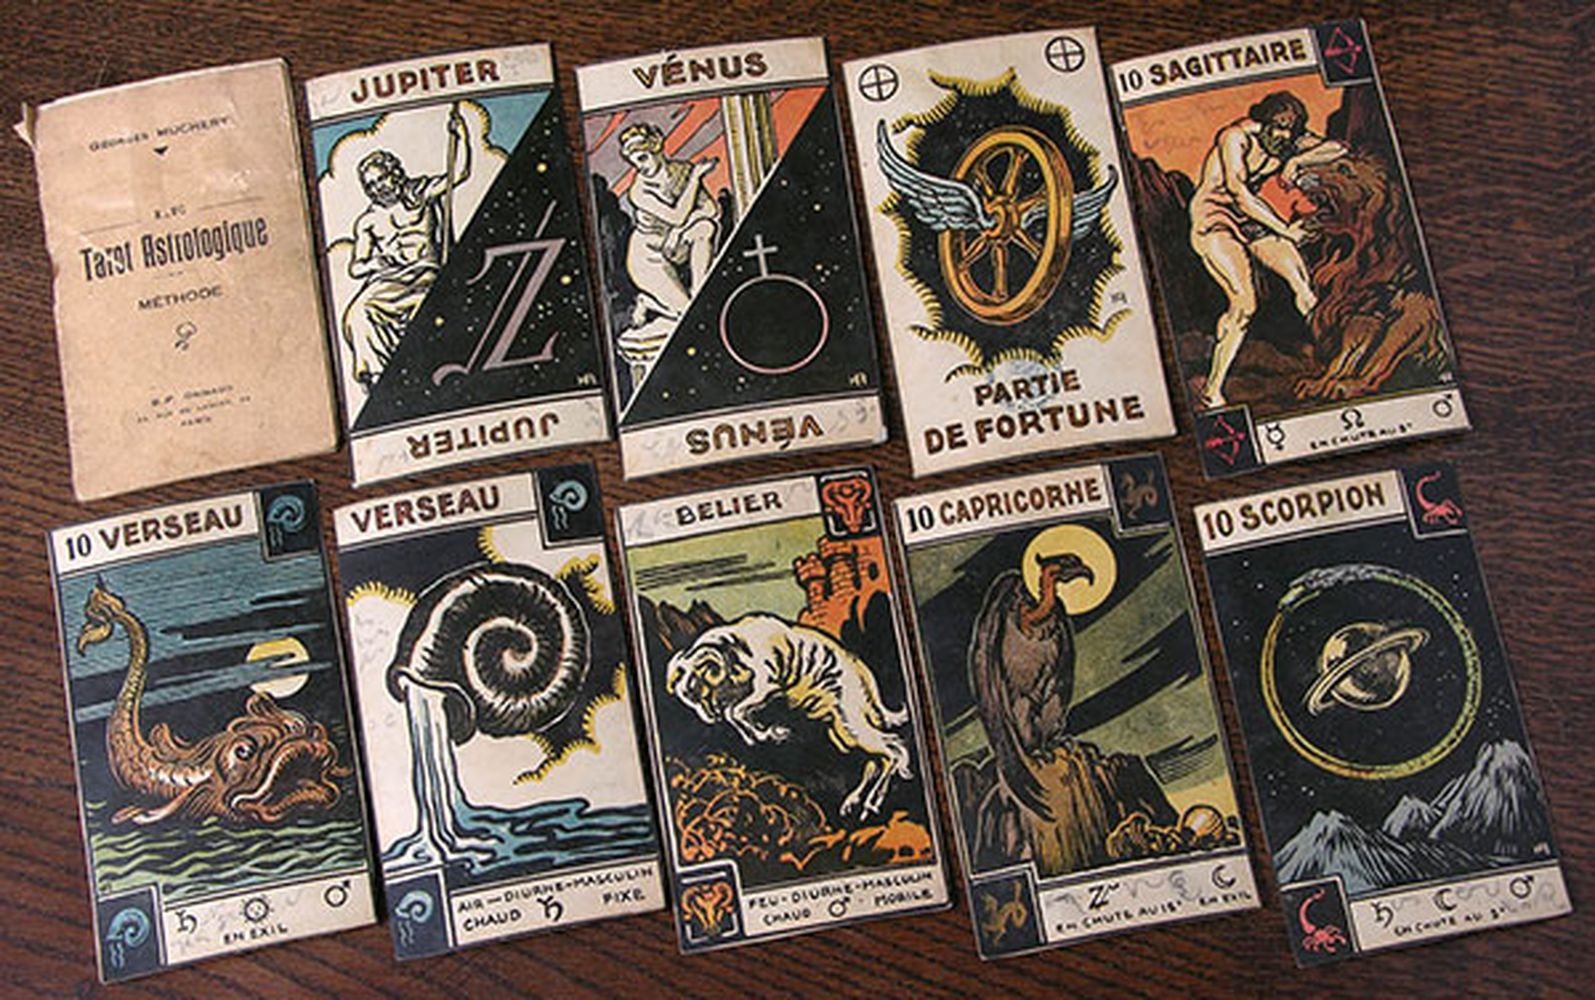 GEORGES MUCHERY
LE
Tarot Astrologique
MÉTHODE
PARIS
JUPITER
JUPITER
VÉNUS
VÉNUS
PARTIE
DE FORTUNE
10 SAGITTAIRE
☿ ☊ ♂
EN CHUTE AU 3°
10 VERSEAU
♄ ☉ ♂
EN EXIL
VERSEAU
AIR — DIURNE - MASCULIN
CHAUD ♄ FIXE
BELIER
FEU - DIURNE - MASCULIN
CHAUD ♂ - MOBILE
10 CAPRICORNE
♃ ☾
EN CHUTE AU 15° EN EXIL
10 SCORPION
♄ ☾ ♂
EN CHUTE AU 3°